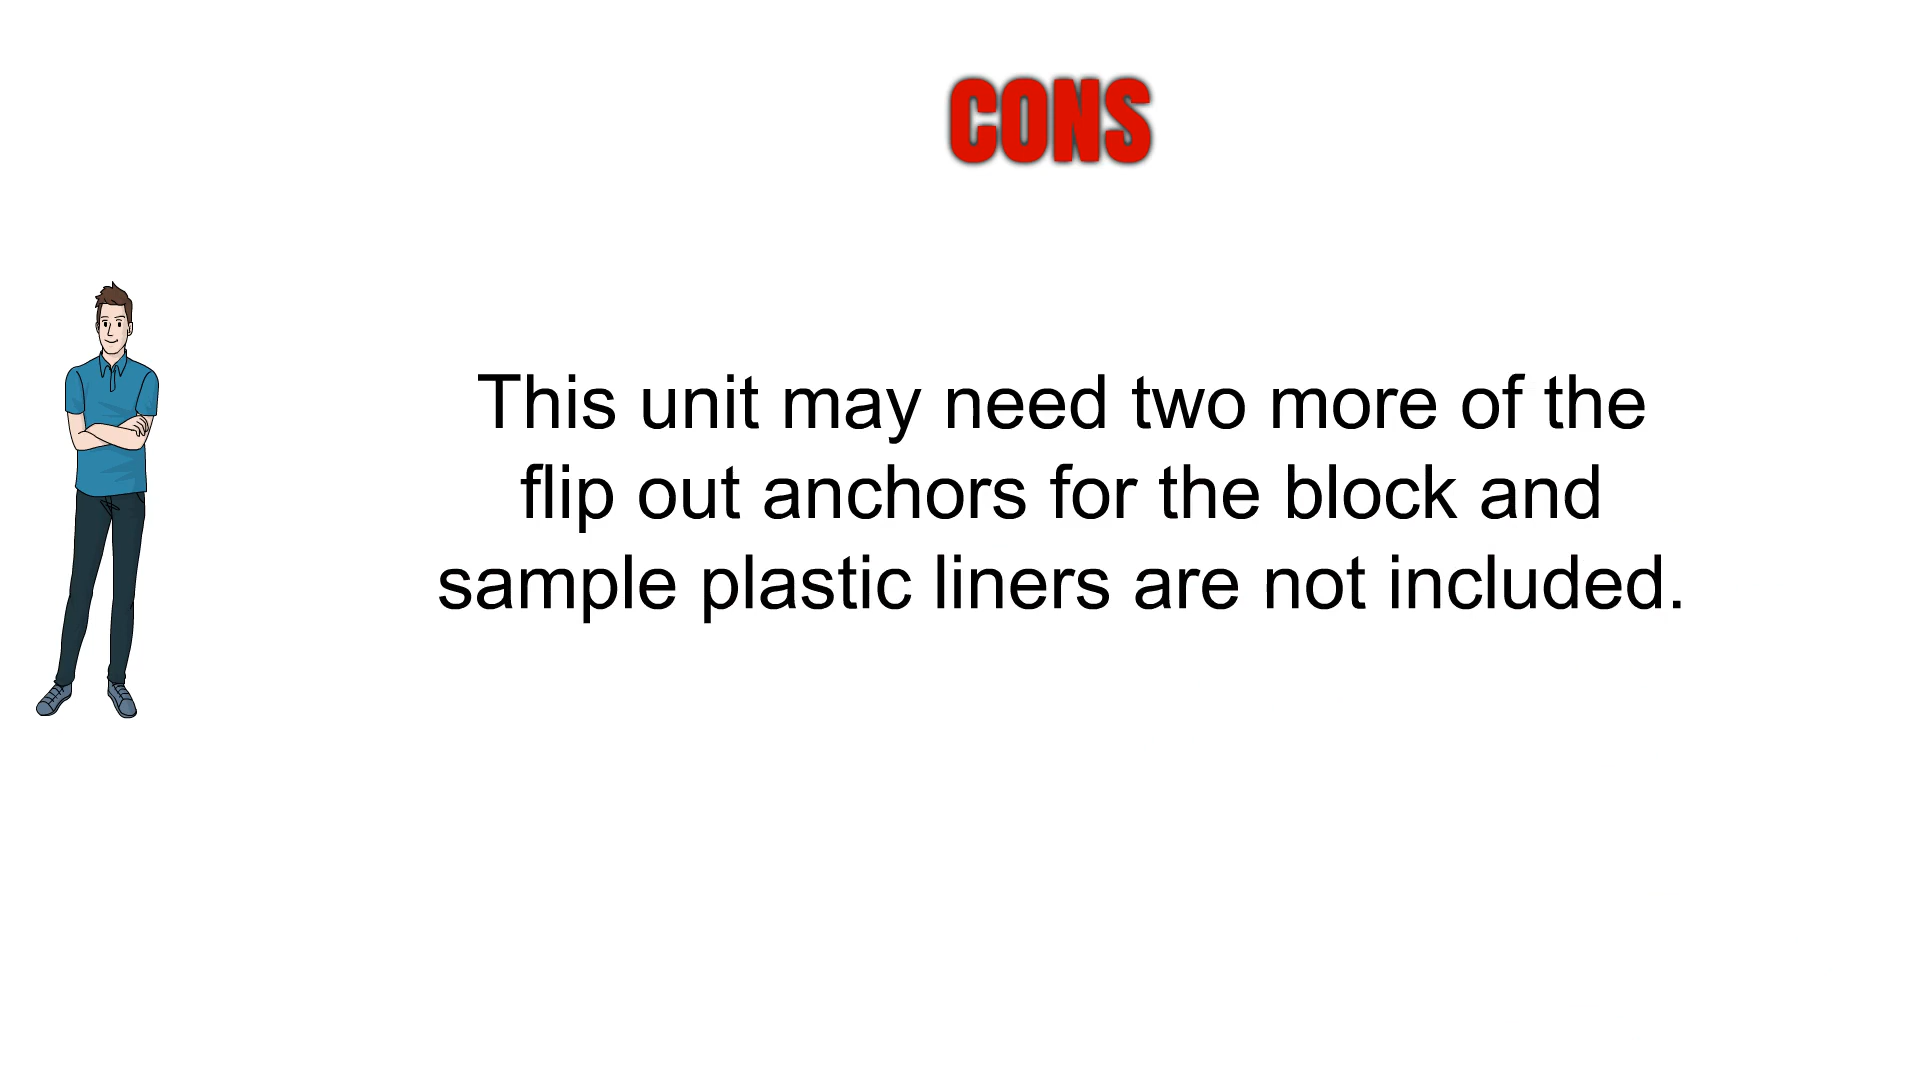 CONS
This unit may need two more of the
flip out anchors for the block and
sample plastic liners are not included.